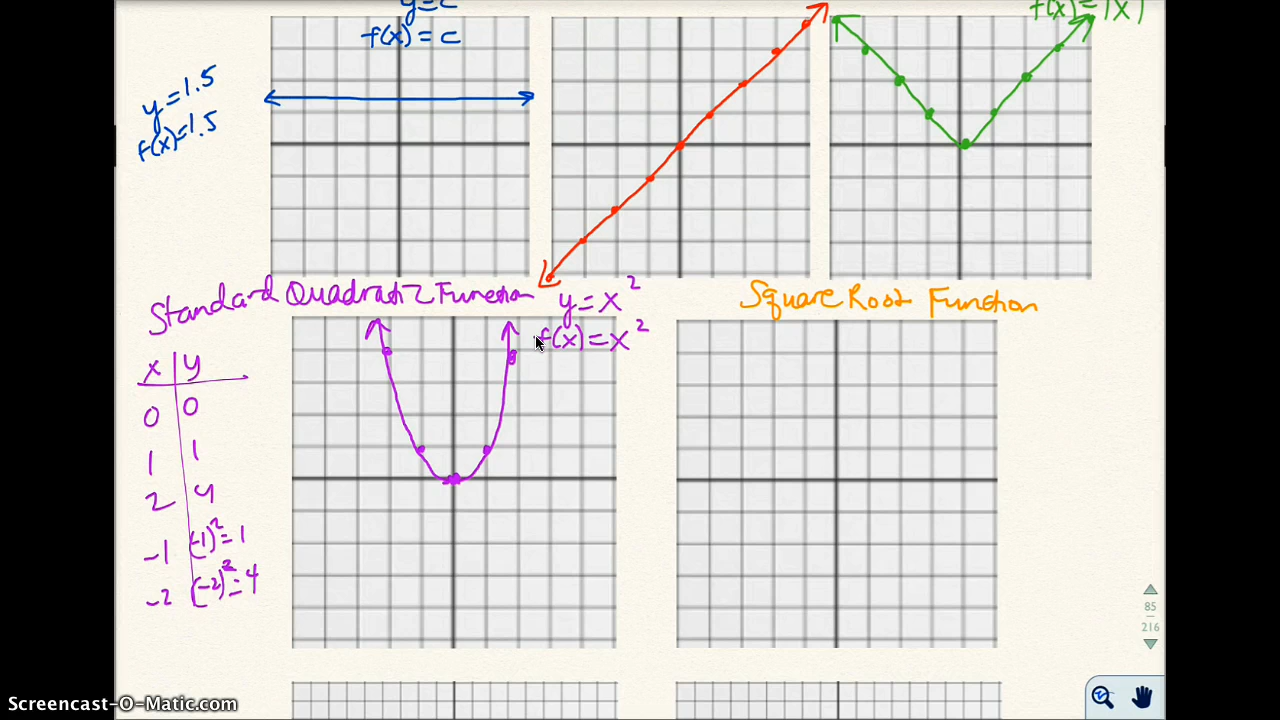 y=c
f(x)=|x|
f(x) = c
y=1.5
f(x)=1.5
Standard Quadratic Function
y=x²
f(x)=x²
Square Root Function
x y
0 0
1 1
2 4
-1 (-1)²=1
-2 (-2)²=4
85
216
Screencast-O-Matic.com